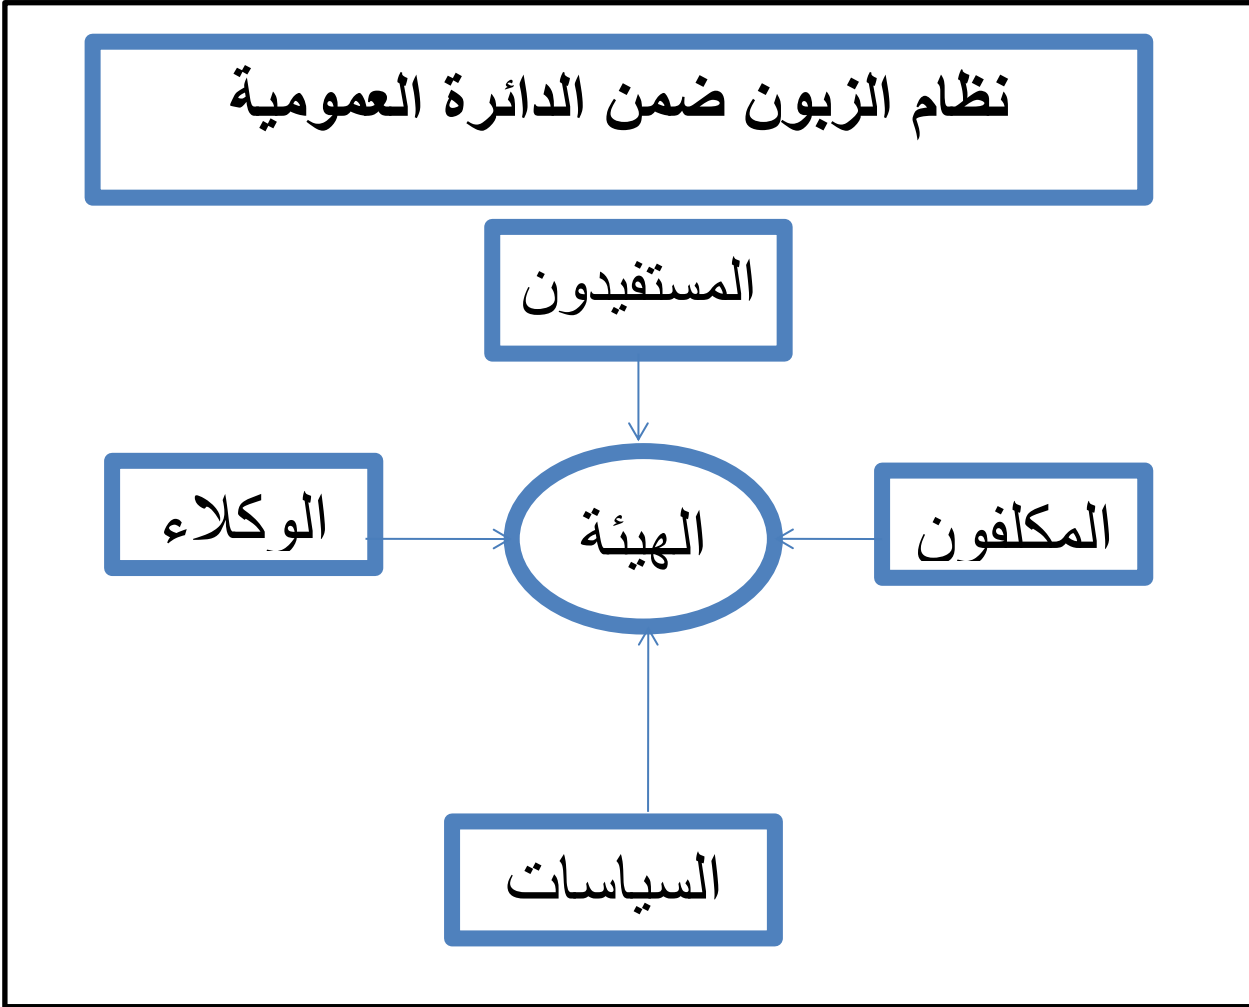 نظام الزبون ضمن الدائرة العمومية
المستفيدون
المكلفون
الهيئة
الوكلاء
السياسات